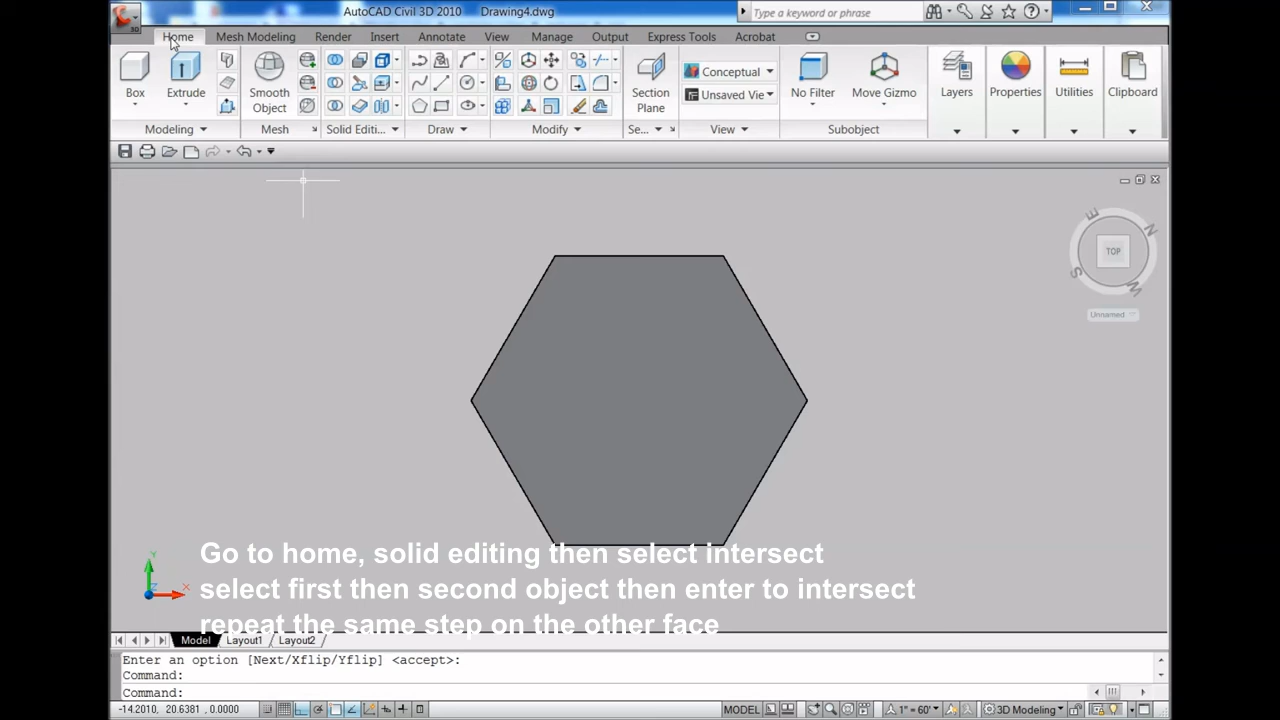 AutoCAD Civil 3D 2010 Drawing4.dwg
Type a keyword or phrase
Home Mesh Modeling Render Insert Annotate View Manage Output Express Tools Acrobat
Box Extrude Smooth Object Section Plane Conceptual Unsaved Vie No Filter Move Gizmo Layers Properties Utilities Clipboard
Modeling Mesh Solid Editi... Draw Modify Se... View Subobject
E N
TOP
S W
Unnamed
Go to home, solid editing then select intersect
select first then second object then enter to intersect
repeat the same step on the other face
Y
Z X
Model Layout1 Layout2
Enter an option [Next/Xflip/Yflip] <accept>:
Command:
Command:
-14.2010, 20.6381 , 0.0000 MODEL 1" = 60' 3D Modeling